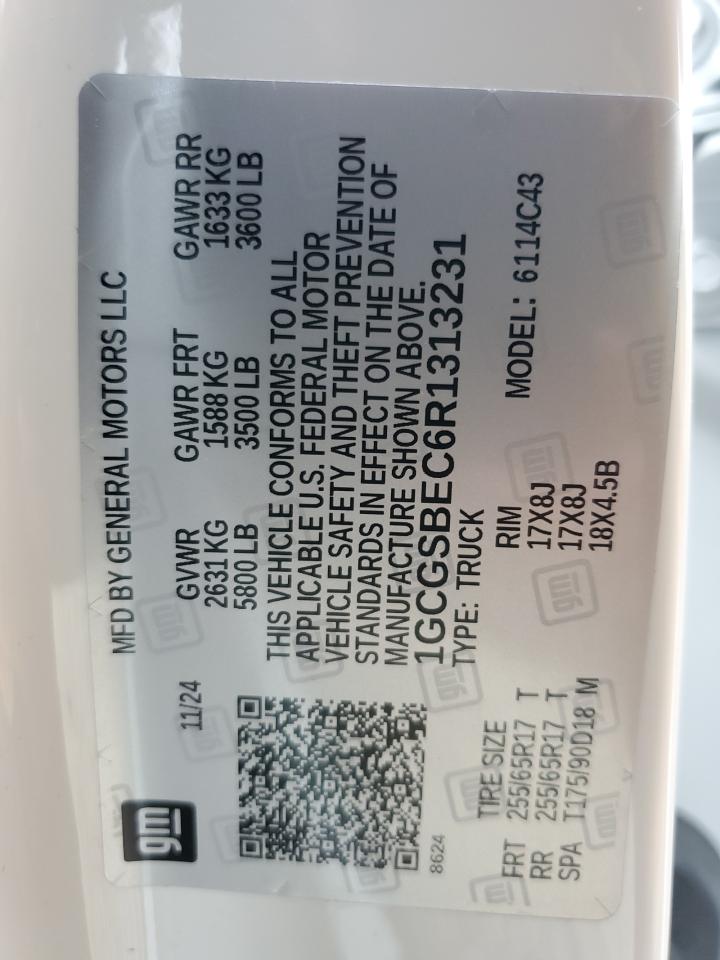 gm
MFD BY GENERAL MOTORS LLC
11/24
GVWR GAWR FRT GAWR RR
2631 KG 1588 KG 1633 KG
5800 LB 3500 LB 3600 LB
THIS VEHICLE CONFORMS TO ALL
APPLICABLE U.S. FEDERAL MOTOR
VEHICLE SAFETY AND THEFT PREVENTION
STANDARDS IN EFFECT ON THE DATE OF
MANUFACTURE SHOWN ABOVE.
1GCGSBEC6R1313231
8624
TYPE: TRUCK
MODEL: 6114C43
TIRE SIZE RIM
FRT 255/65R17 T 17X8J
RR 255/65R17 T 17X8J
SPA T175/90D18 M 18X4.5B